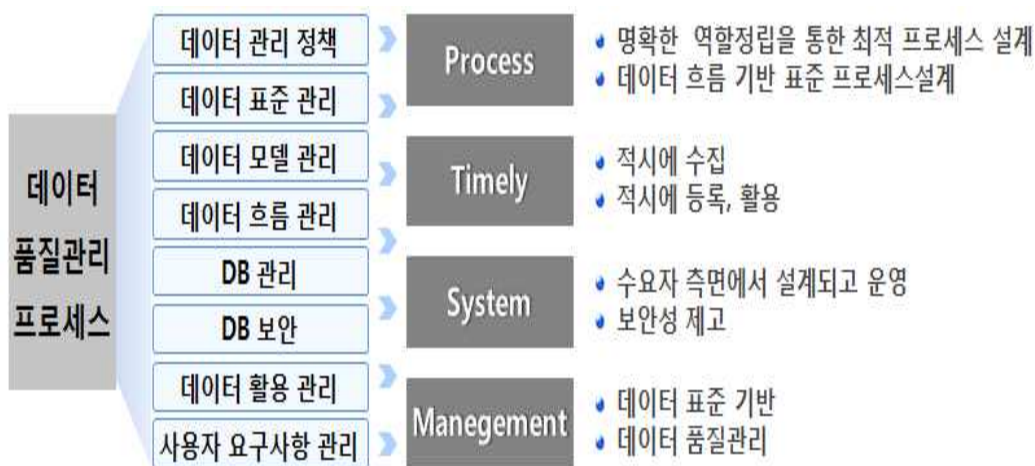 데이터
품질관리
프로세스
데이터 관리 정책
데이터 표준 관리
데이터 모델 관리
데이터 흐름 관리
DB 관리
DB 보안
데이터 활용 관리
사용자 요구사항 관리
Process
명확한 역할정립을 통한 최적 프로세스 설계
데이터 흐름 기반 표준 프로세스설계
Timely
적시에 수집
적시에 등록, 활용
System
수요자 측면에서 설계되고 운영
보안성 제고
Manegement
데이터 표준 기반
데이터 품질관리